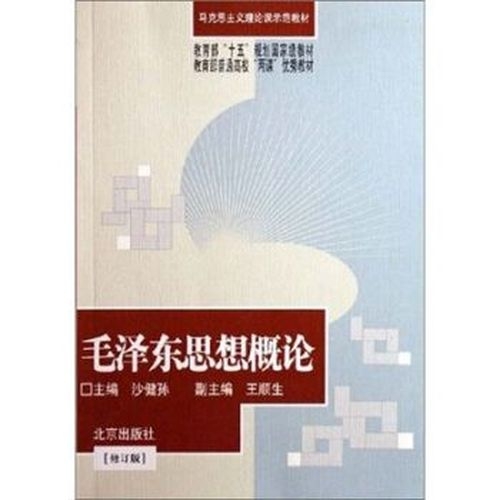 马克思主义理论课示范教材
教育部“十五”规划国家级教材
教育部普通高校“两课”优秀教材
毛泽东思想概论
□主编 沙健孙 副主编 王顺生
北京出版社
[修订版]